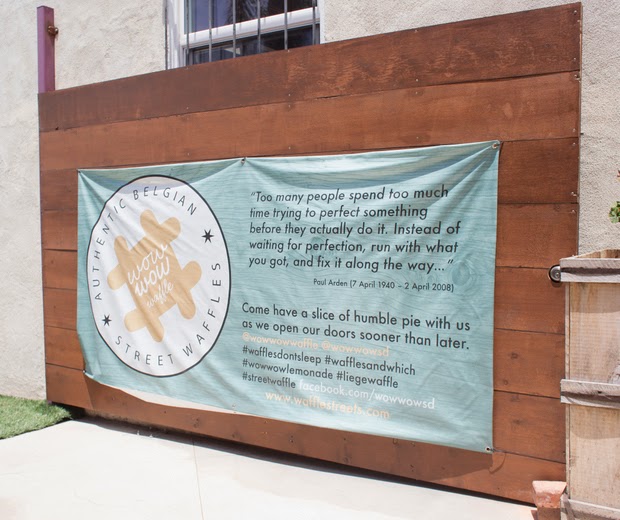 AUTHENTIC BELGIAN
wow
wow
waffle
STREET WAFFLES
"Too many people spend too much
time trying to perfect something
before they actually do it. Instead of
waiting for perfection, run with what
you got, and fix it along the way..."
Paul Arden (7 April 1940 – 2 April 2008)
Come have a slice of humble pie with us
as we open our doors sooner than later.
@wowwowwaffle @wowwowsd
#wafflesdontsleep #wafflesandwhich
#wowwowlemonade #liegewaffle
#streetwaffle facebook.com/wowwowsd
www.wafflestreets.com